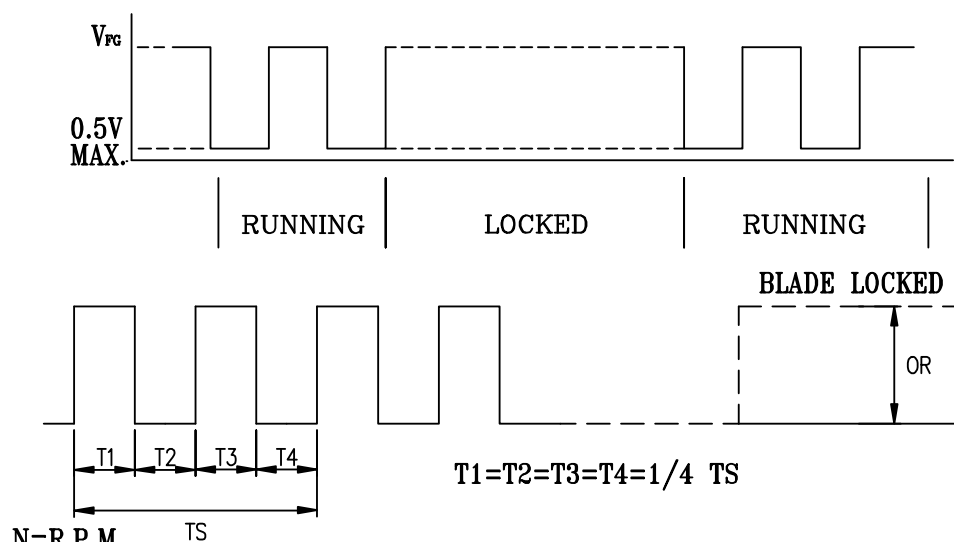 VFG
0.5V
MAX.
RUNNING LOCKED RUNNING
BLADE LOCKED
OR
T1 T2 T3 T4
T1=T2=T3=T4=1/4 TS
TS
N=R.P.M